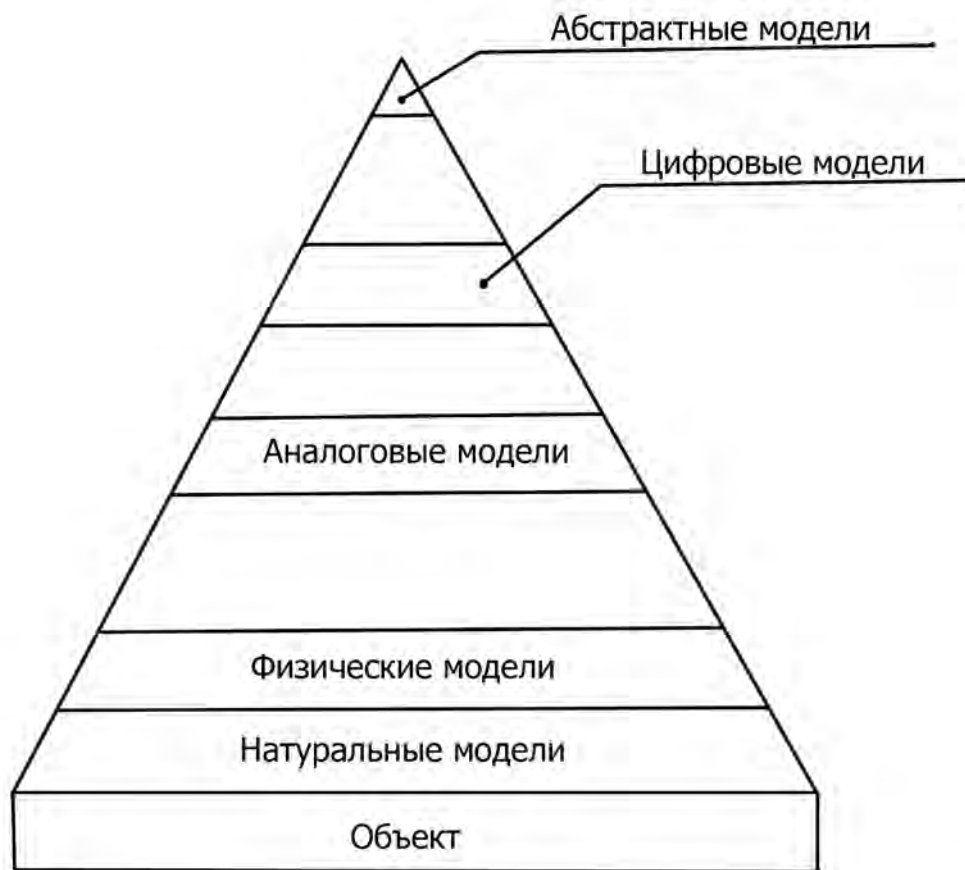 Абстрактные модели
Цифровые модели
Аналоговые модели
Физические модели
Натуральные модели
Объект